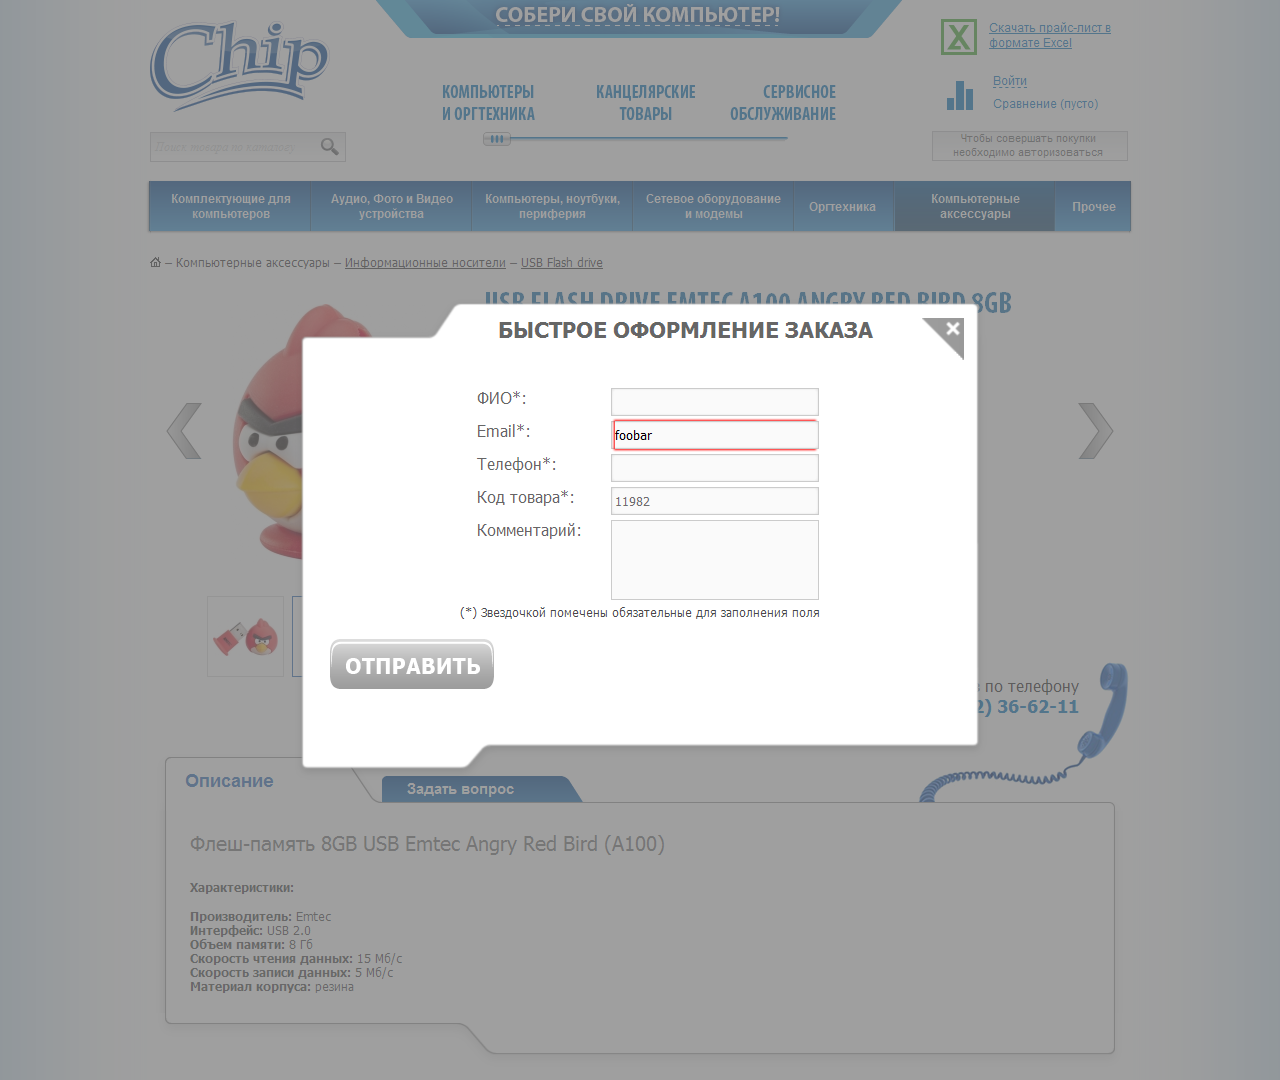 СОБЕРИ СВОЙ КОМПЬЮТЕР!
Chip
Скачать прайс-лист в
формате Excel
КОМПЬЮТЕРЫ
И ОРГТЕХНИКА
КАНЦЕЛЯРСКИЕ
ТОВАРЫ
СЕРВИСНОЕ
ОБСЛУЖИВАНИЕ
Войти
Сравнение (пусто)
Поиск товара по каталогу
Чтобы совершать покупки
необходимо авторизоваться
Комплектующие для
компьютеров
Аудио, Фото и Видео
устройства
Компьютеры, ноутбуки,
периферия
Сетевое оборудование
и модемы
Оргтехника
Компьютерные
аксессуары
Прочее
– Компьютерные аксессуары – Информационные носители – USB Flash drive
USB FLASH DRIVE EMTEC A100 ANGRY RED BIRD 8GB
БЫСТРОЕ ОФОРМЛЕНИЕ ЗАКАЗА
ФИО*:
Email*:
foobar
Телефон*:
Код товара*:
11982
Комментарий:
(*) Звездочкой помечены обязательные для заполнения поля
ОТПРАВИТЬ
по телефону
2) 36-62-11
Описание
Задать вопрос
Флеш-память 8GB USB Emtec Angry Red Bird (A100)
Характеристики:
Производитель: Emtec
Интерфейс: USB 2.0
Объем памяти: 8 Гб
Скорость чтения данных: 15 Мб/с
Скорость записи данных: 5 Мб/с
Материал корпуса: резина